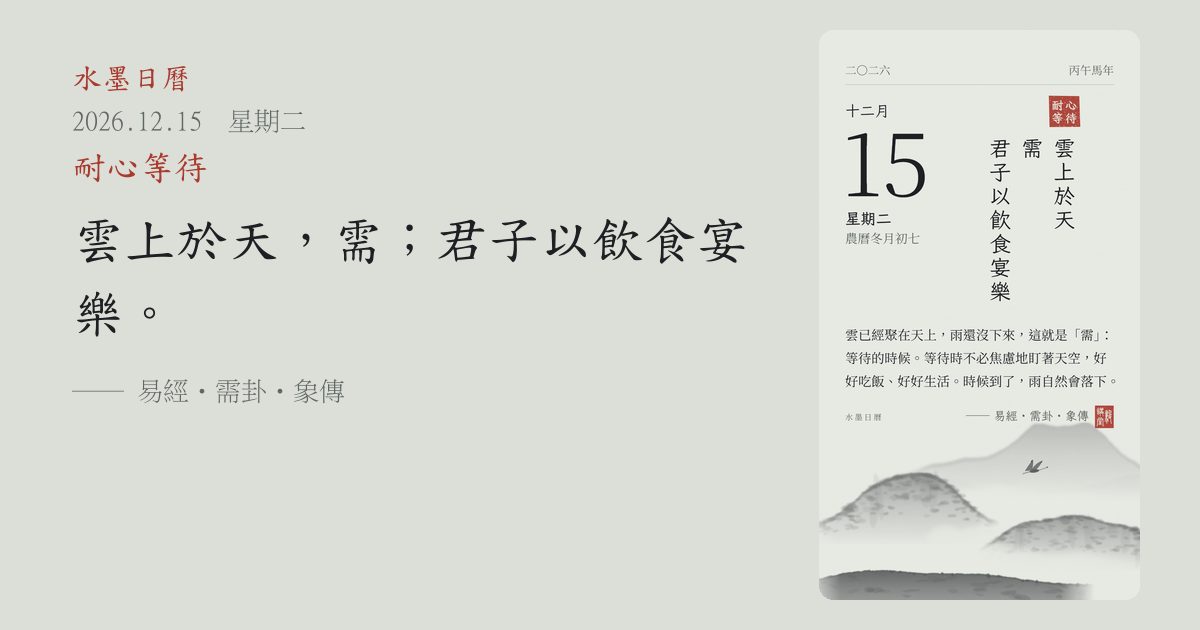 水墨日曆
2026.12.15 星期二
耐心等待
雲上於天，需；君子以飲食宴
樂。
—— 易經・需卦・象傳
二〇二六
丙午馬年
十二月
15
星期二
農曆冬月初七
耐心等待
雲上於天
需
君子以飲食宴樂
雲已經聚在天上，雨還沒下來，這就是「需」：
等待的時候。等待時不必焦慮地盯著天空，好
好吃飯、好好生活。時候到了，雨自然會落下。
水墨日曆
—— 易經・需卦・象傳